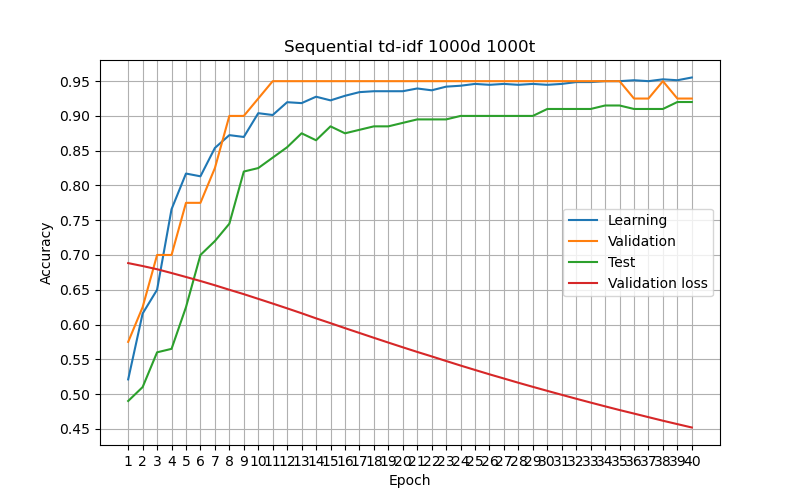 Sequential td-idf 1000d 1000t
0.95
0.90
0.85
0.80
0.75
0.70
0.65
0.60
0.55
0.50
0.45
Accuracy
Learning
Validation
Test
Validation loss
1 2 3 4 5 6 7 8 9 10 11 12 13 14 15 16 17 18 19 20 21 22 23 24 25 26 27 28 29 30 31 32 33 34 35 36 37 38 39 40
Epoch